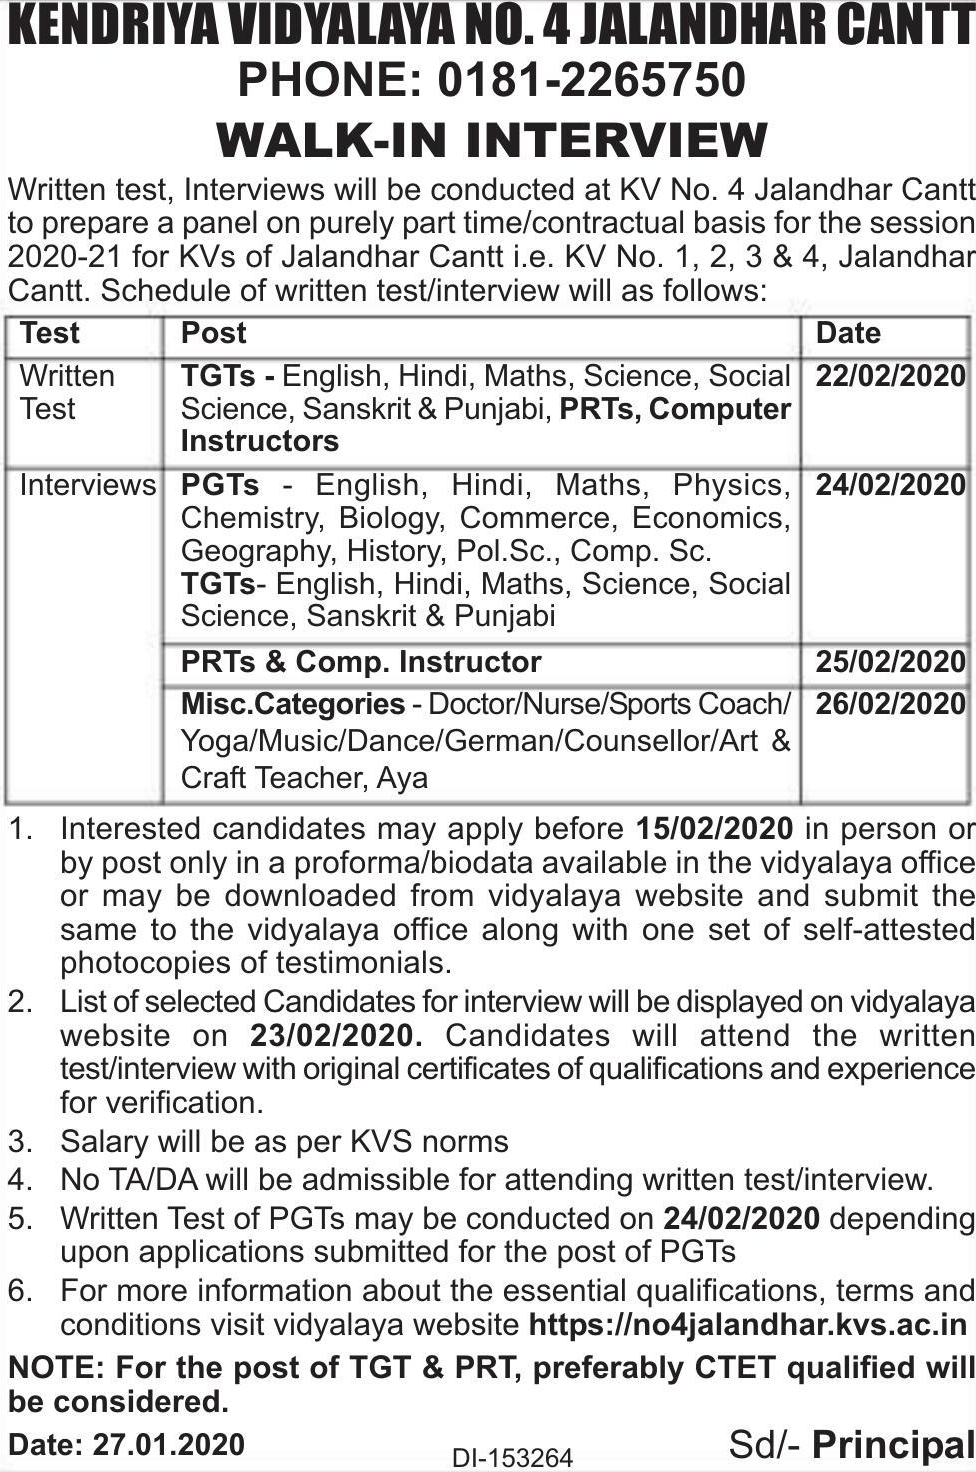 KENDRIYA VIDYALAYA NO. 4 JALANDHAR CANTT
PHONE: 0181-2265750
WALK-IN INTERVIEW
Written test, Interviews will be conducted at KV No. 4 Jalandhar Cantt
to prepare a panel on purely part time/contractual basis for the session
2020-21 for KVs of Jalandhar Cantt i.e. KV No. 1, 2, 3 & 4, Jalandhar
Cantt. Schedule of written test/interview will as follows:
Test Post Date
Written TGTs - English, Hindi, Maths, Science, Social 22/02/2020
Test Science, Sanskrit & Punjabi, PRTs, Computer
Instructors
Interviews PGTs - English, Hindi, Maths, Physics, 24/02/2020
Chemistry, Biology, Commerce, Economics,
Geography, History, Pol.Sc., Comp. Sc.
TGTs- English, Hindi, Maths, Science, Social
Science, Sanskrit & Punjabi
PRTs & Comp. Instructor 25/02/2020
Misc.Categories - Doctor/Nurse/Sports Coach/ 26/02/2020
Yoga/Music/Dance/German/Counsellor/Art &
Craft Teacher, Aya
1. Interested candidates may apply before 15/02/2020 in person or
by post only in a proforma/biodata available in the vidyalaya office
or may be downloaded from vidyalaya website and submit the
same to the vidyalaya office along with one set of self-attested
photocopies of testimonials.
2. List of selected Candidates for interview will be displayed on vidyalaya
website on 23/02/2020. Candidates will attend the written
test/interview with original certificates of qualifications and experience
for verification.
3. Salary will be as per KVS norms
4. No TA/DA will be admissible for attending written test/interview.
5. Written Test of PGTs may be conducted on 24/02/2020 depending
upon applications submitted for the post of PGTs
6. For more information about the essential qualifications, terms and
conditions visit vidyalaya website https://no4jalandhar.kvs.ac.in
NOTE: For the post of TGT & PRT, preferably CTET qualified will
be considered.
Date: 27.01.2020 DI-153264 Sd/- Principal